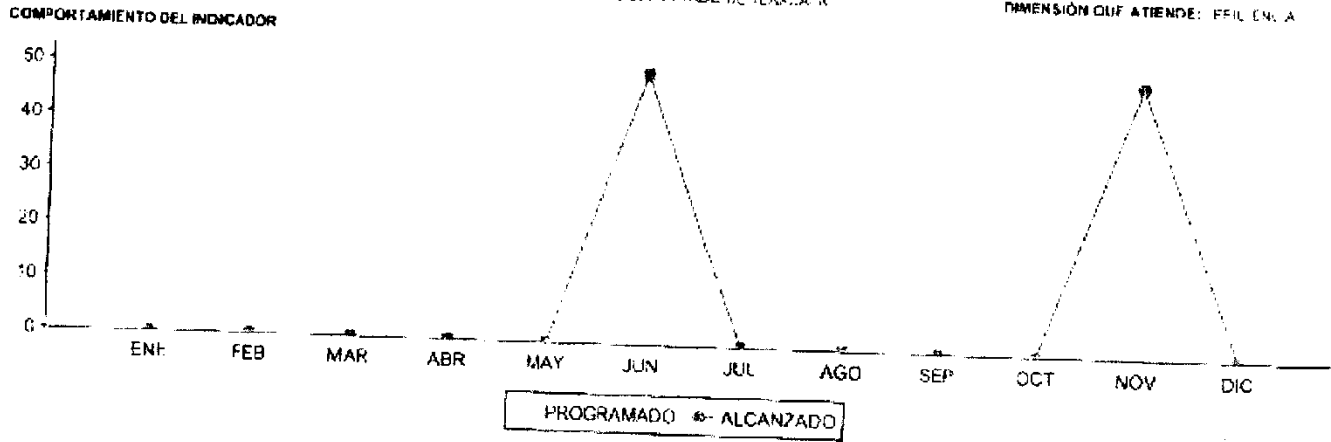 COMPORTAMIENTO DEL INDICADOR
DIMENSIÓN QUE ATIENDE:
50
40
30
20
10
0
ENE FEB MAR ABR MAY JUN JUL AGO SEP OCT NOV DIC
PROGRAMADO ALCANZADO